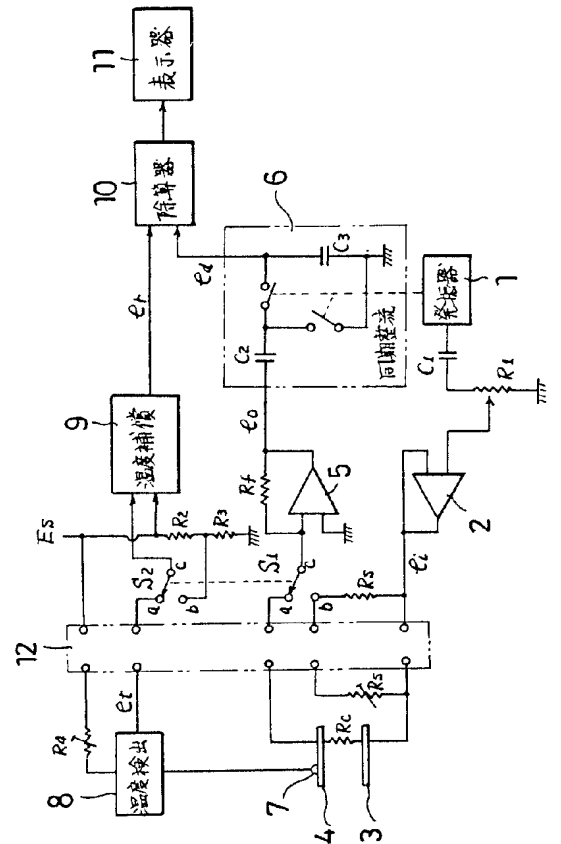 11
表示器
10
除算器
er
ed
6
C3
同期整流
C2
1
発振器
C1
R1
9
温度補償
eo
Rf
5
2
Es
R2
R3
S2
a
b
c
S1
a
b
c
Rs
ei
12
R4
et
8
温度検出
Rs
Rc
7
4
3